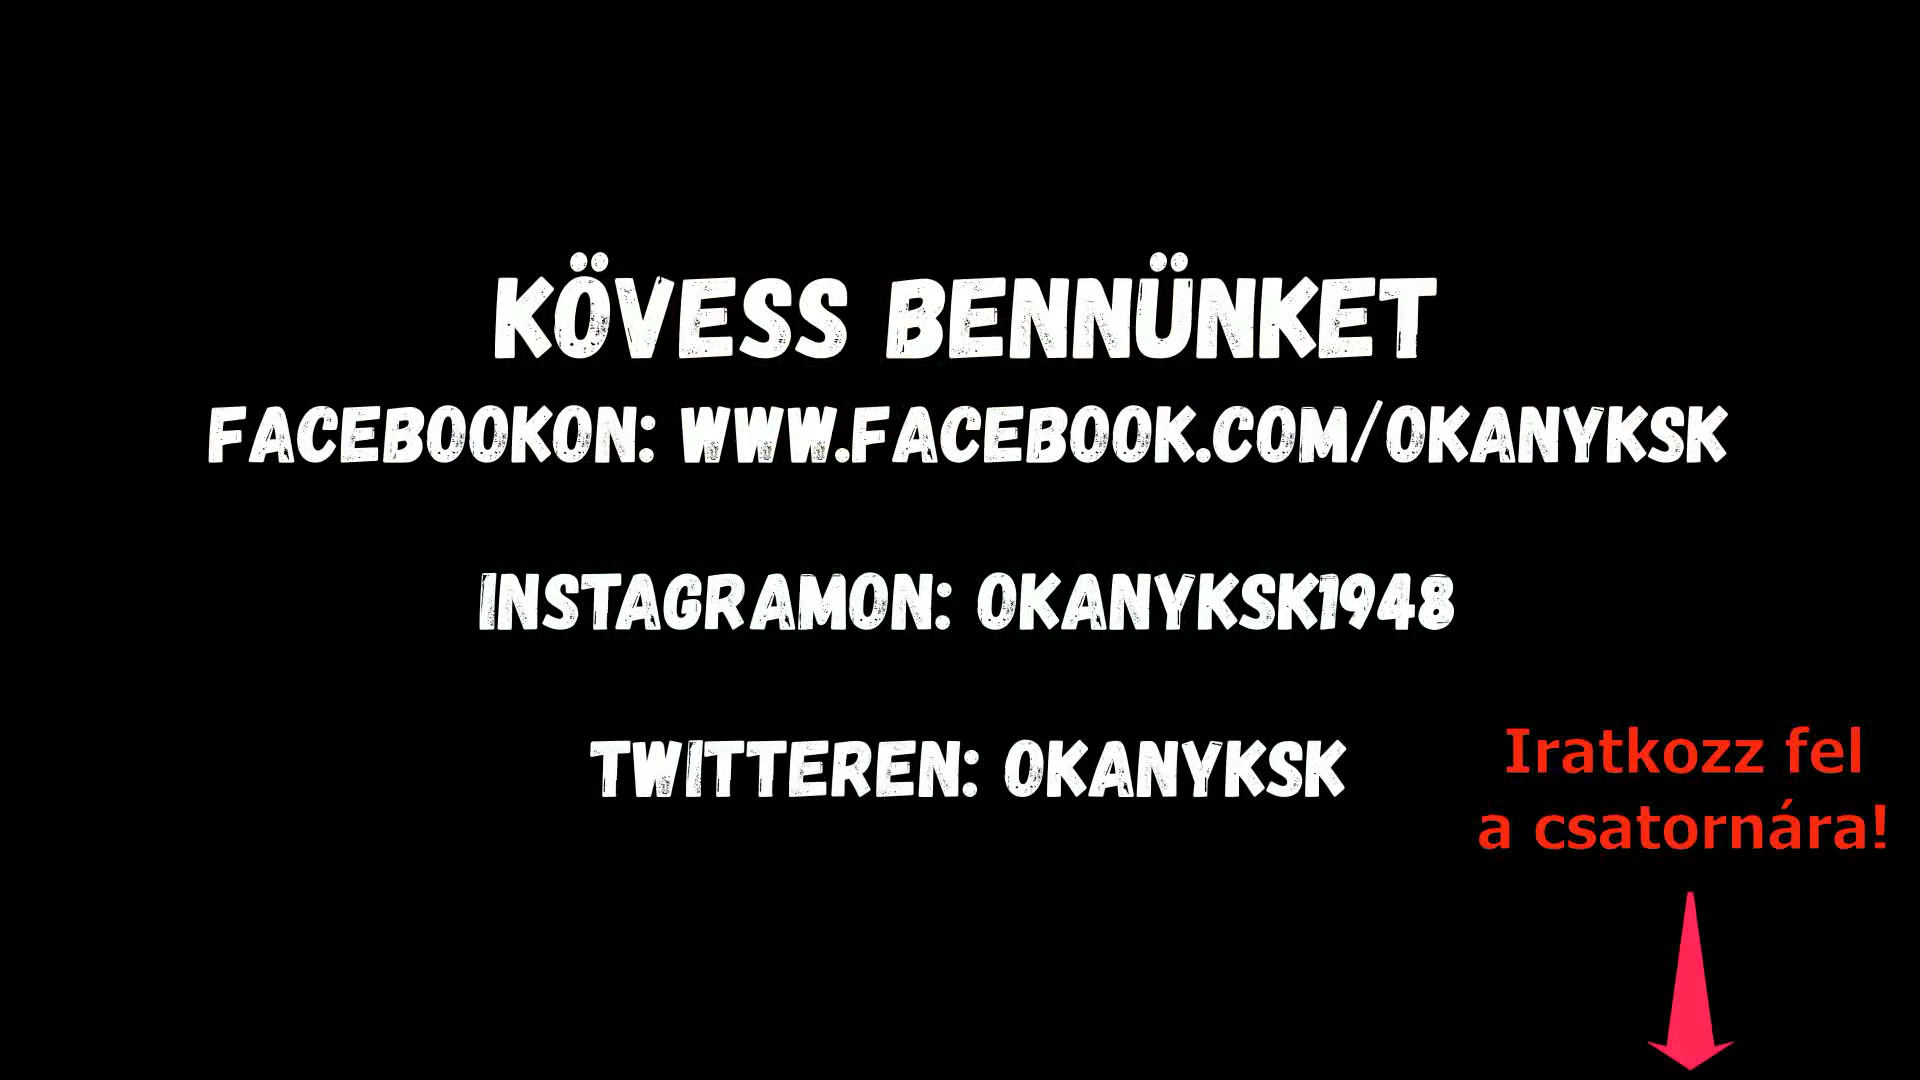 KÖVESS BENNÜNKET
FACEBOOKON: WWW.FACEBOOK.COM/OKANYKSK
INSTAGRAMON: OKANYKSK1948
TWITTEREN: OKANYKSK
Iratkozz fel
a csatornára!